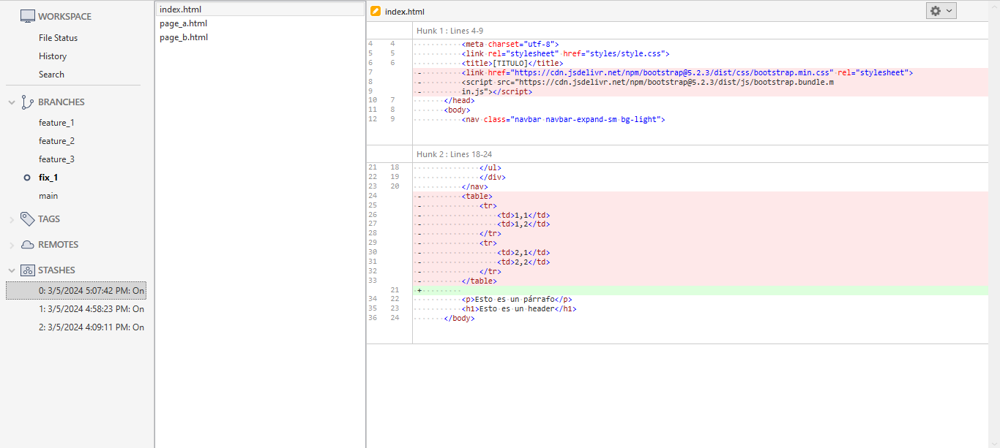 WORKSPACE
File Status
History
Search
BRANCHES
feature_1
feature_2
feature_3
fix_1
main
TAGS
REMOTES
STASHES
0: 3/5/2024 5:07:42 PM: On
1: 3/5/2024 4:58:23 PM: On
2: 3/5/2024 4:09:11 PM: On
index.html
page_a.html
page_b.html
index.html
Hunk 1 : Lines 4-9
4 4 <meta charset="utf-8">
5 5 <link rel="stylesheet" href="styles/style.css">
6 6 <title>[TITULO]</title>
7 - <link href="https://cdn.jsdelivr.net/npm/bootstrap@5.2.3/dist/css/bootstrap.min.css" rel="stylesheet">
8 - <script src="https://cdn.jsdelivr.net/npm/bootstrap@5.2.3/dist/js/bootstrap.bundle.m
9 - in.js"></script>
10 7 </head>
11 8 <body>
12 9 <nav class="navbar navbar-expand-sm bg-light">
Hunk 2 : Lines 18-24
21 18 </ul>
22 19 </div>
23 20 </nav>
24 - <table>
25 - <tr>
26 - <td>1,1</td>
27 - <td>1,2</td>
28 - </tr>
29 - <tr>
30 - <td>2,1</td>
31 - <td>2,2</td>
32 - </tr>
33 - </table>
21 +
34 22 <p>Esto es un párrafo</p>
35 23 <h1>Esto es un header</h1>
36 24 </body>